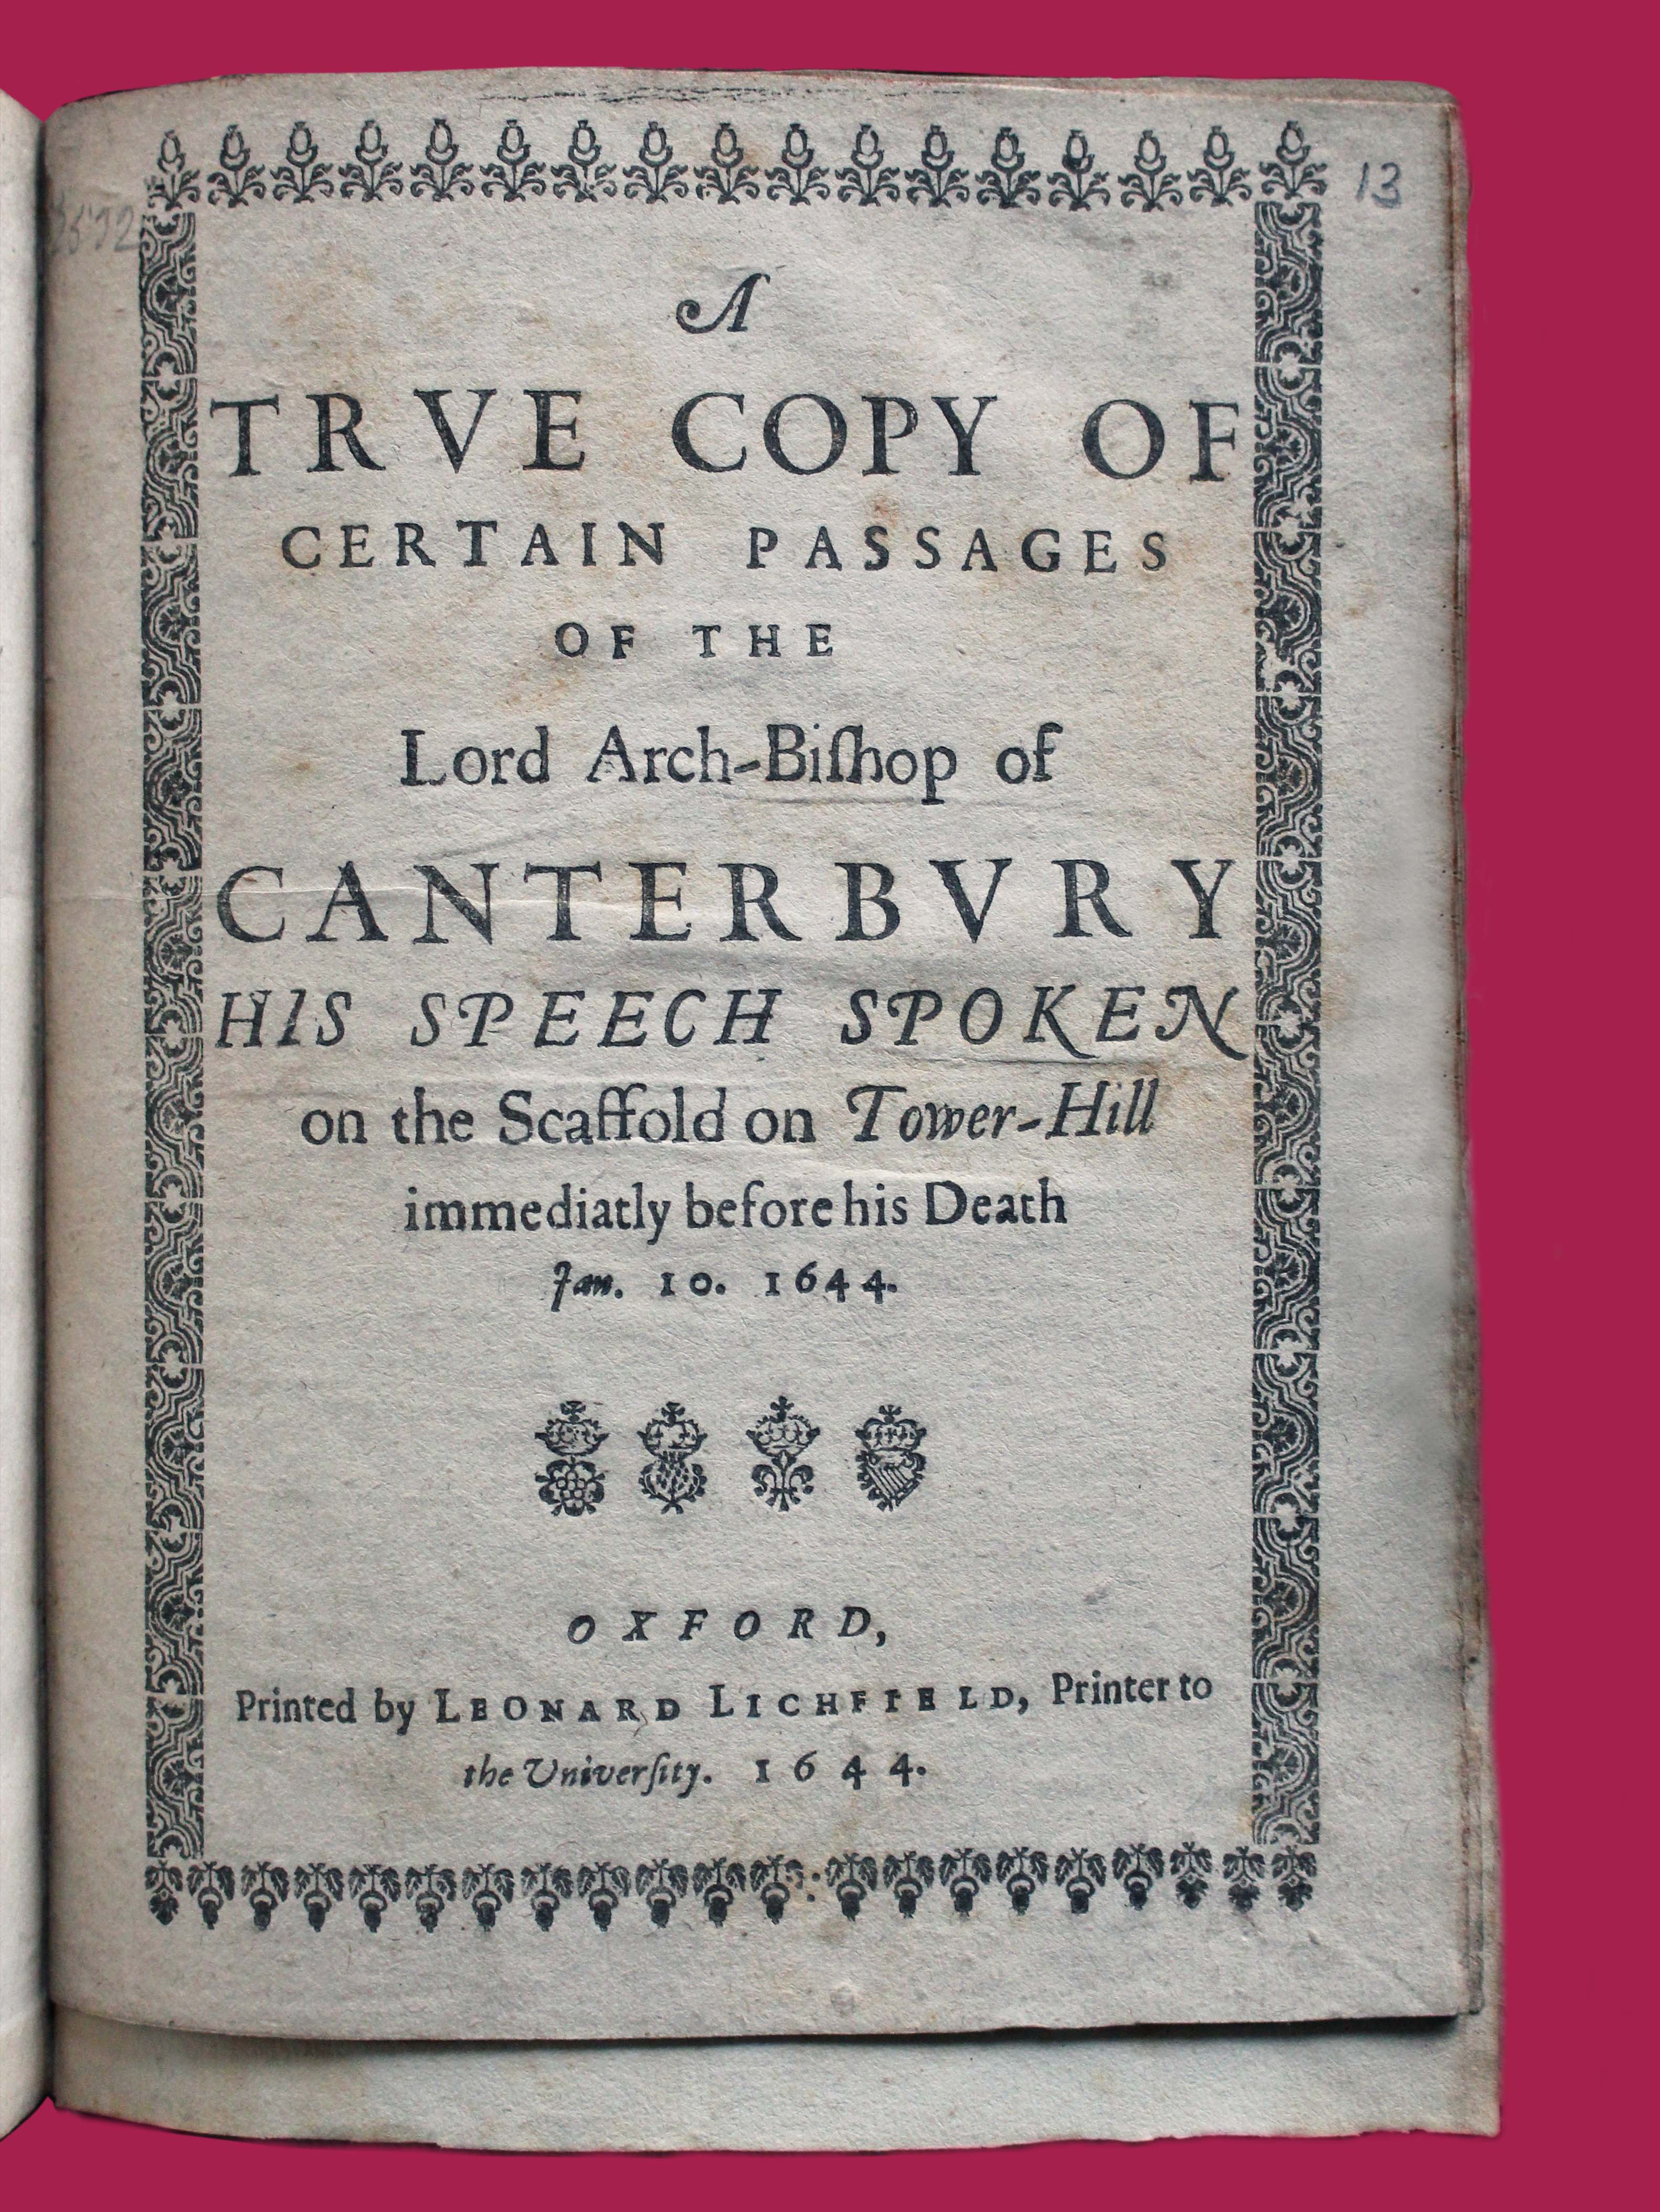 13
A
TRVE COPY OF
CERTAIN PASSAGES
OF THE
Lord Arch-Biſhop of
CANTERBVRY
HIS SPEECH SPOKEN
on the Scaffold on Tower-Hill
immediatly before his Death
Jan. 10. 1644.
OXFORD,
Printed by LEONARD LICHFIELD, Printer to
the Univerſity. 1644.